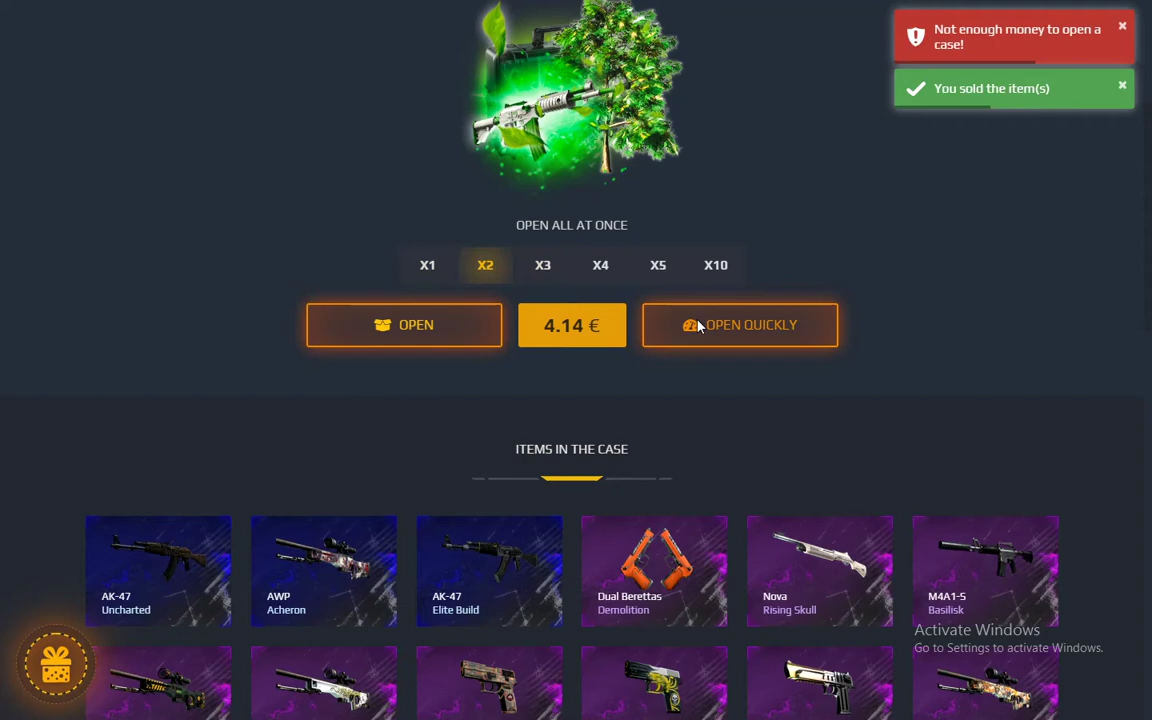 Not enough money to open a
case!
×
You sold the item(s)
×
OPEN ALL AT ONCE
X1 X2 X3 X4 X5 X10
OPEN
4.14 €
OPEN QUICKLY
ITEMS IN THE CASE
AK-47
Uncharted
AWP
Acheron
AK-47
Elite Build
Dual Berettas
Demolition
Nova
Rising Skull
M4A1-S
Basilisk
Activate Windows
Go to Settings to activate Windows.